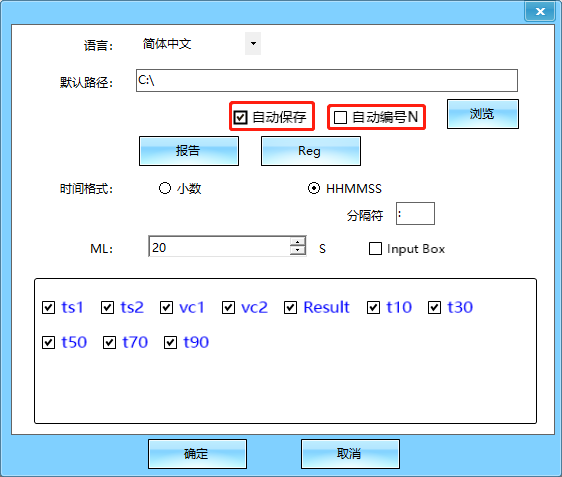 语言: 简体中文
默认路径: C:\
自动保存 自动编号N 浏览
报告 Reg
时间格式: 小数 HHMMSS
分隔符 :
ML: 20 S Input Box
ts1 ts2 vc1 vc2 Result t10 t30
t50 t70 t90
确定 取消